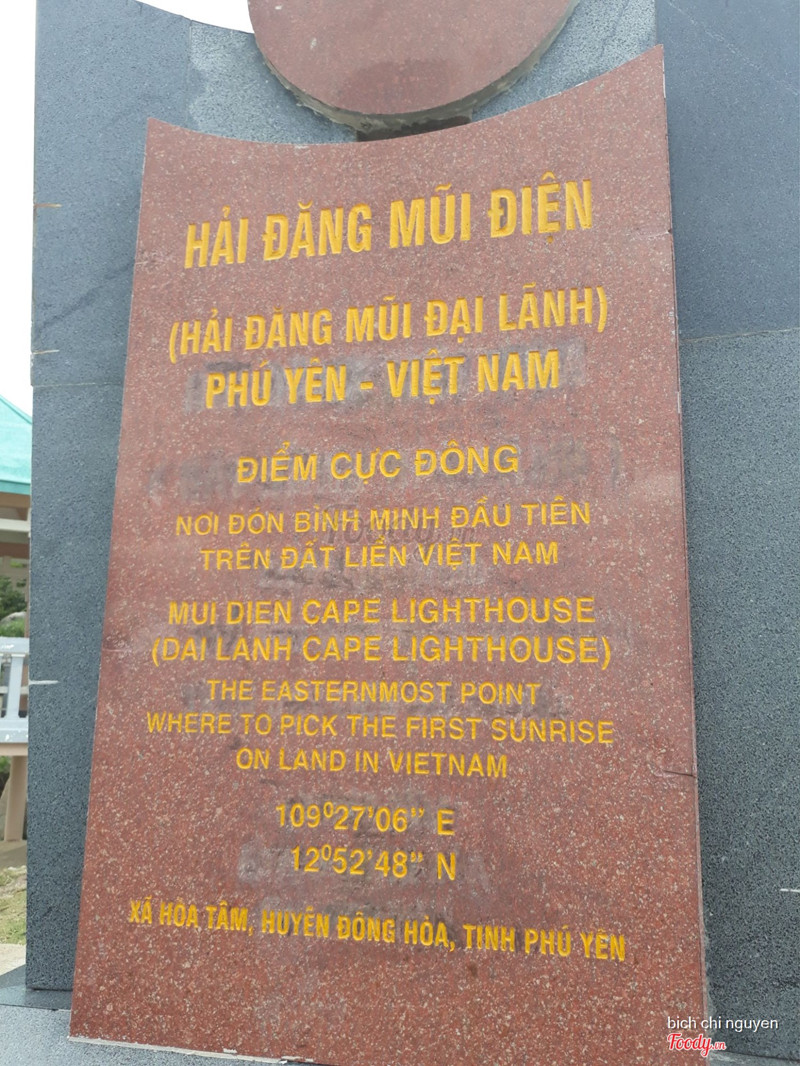 HẢI ĐĂNG MŨI ĐIỆN
(HẢI ĐĂNG MŨI ĐẠI LÃNH)
PHÚ YÊN - VIỆT NAM
ĐIỂM CỰC ĐÔNG
NƠI ĐÓN BÌNH MINH ĐẦU TIÊN
TRÊN ĐẤT LIỀN VIỆT NAM
MUI DIEN CAPE LIGHTHOUSE
(DAI LANH CAPE LIGHTHOUSE)
THE EASTERNMOST POINT
WHERE TO PICK THE FIRST SUNRISE
ON LAND IN VIETNAM
109⁰27'06" E
12⁰52'48" N
XÃ HÒA TÂM, HUYỆN ĐÔNG HÒA, TỈNH PHÚ YÊN
bich chi nguyen
Foody.vn